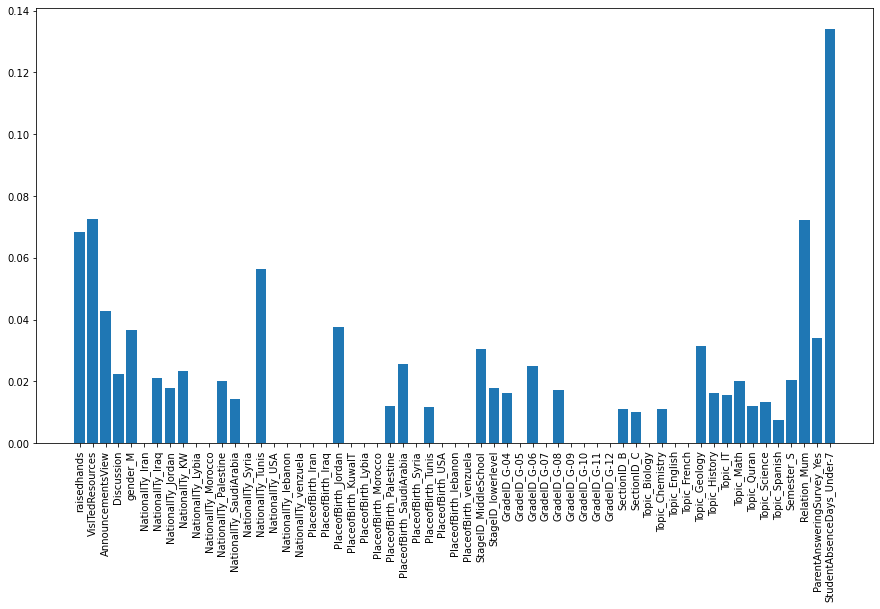 0.14
0.12
0.10
0.08
0.06
0.04
0.02
0.00
raisedhands
VisITedResources
AnnouncementsView
Discussion
gender_M
NationalITy_Iran
NationalITy_Iraq
NationalITy_Jordan
NationalITy_KW
NationalITy_Lybia
NationalITy_Morocco
NationalITy_Palestine
NationalITy_SaudiArabia
NationalITy_Syria
NationalITy_Tunis
NationalITy_USA
NationalITy_lebanon
NationalITy_venzuela
PlaceofBirth_Iran
PlaceofBirth_Iraq
PlaceofBirth_Jordan
PlaceofBirth_KuwaIT
PlaceofBirth_Lybia
PlaceofBirth_Morocco
PlaceofBirth_Palestine
PlaceofBirth_SaudiArabia
PlaceofBirth_Syria
PlaceofBirth_Tunis
PlaceofBirth_USA
PlaceofBirth_lebanon
PlaceofBirth_venzuela
StageID_MiddleSchool
StageID_lowerlevel
GradeID_G-04
GradeID_G-05
GradeID_G-06
GradeID_G-07
GradeID_G-08
GradeID_G-09
GradeID_G-10
GradeID_G-11
GradeID_G-12
SectionID_B
SectionID_C
Topic_Biology
Topic_Chemistry
Topic_English
Topic_French
Topic_Geology
Topic_History
Topic_IT
Topic_Math
Topic_Quran
Topic_Science
Topic_Spanish
Semester_S
Relation_Mum
ParentAnsweringSurvey_Yes
StudentAbsenceDays_Under-7